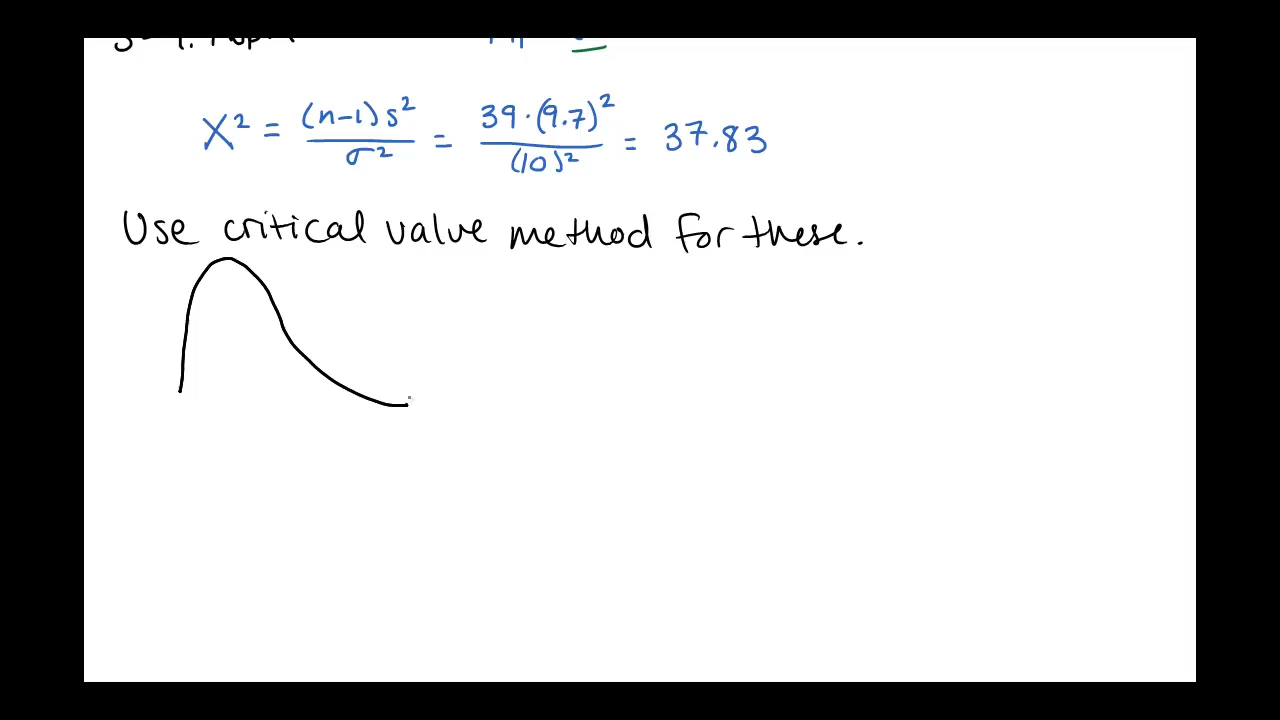 X² = (n-1)s²/σ² = 39·(9.7)²/(10)² = 37.83
Use critical value method for these.